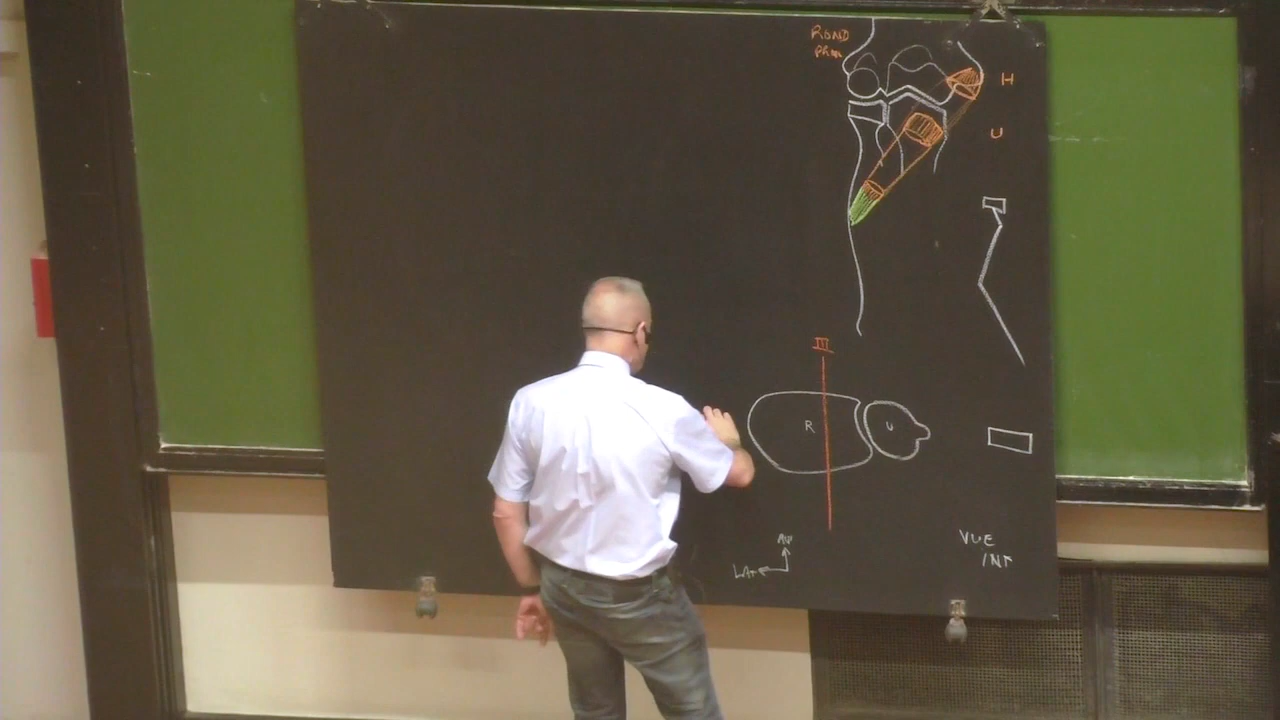 ROND
PRON
H
U
III
R
U
AV
LAT
VUE
INF